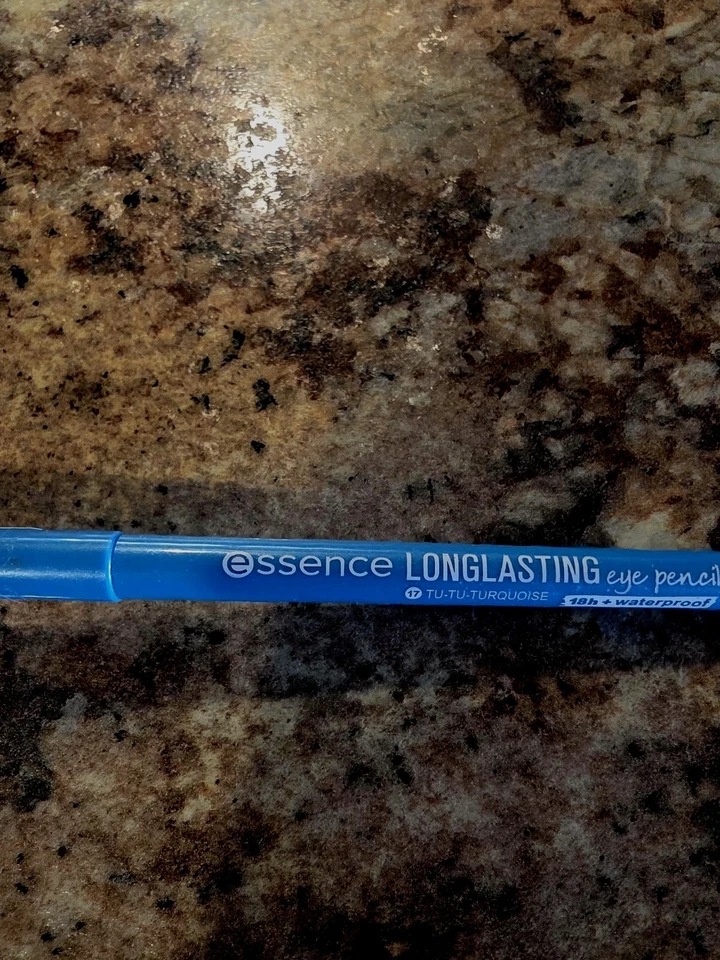 essence LONGLASTING eye pencil
17 TU-TU-TURQUOISE 18h + waterproof